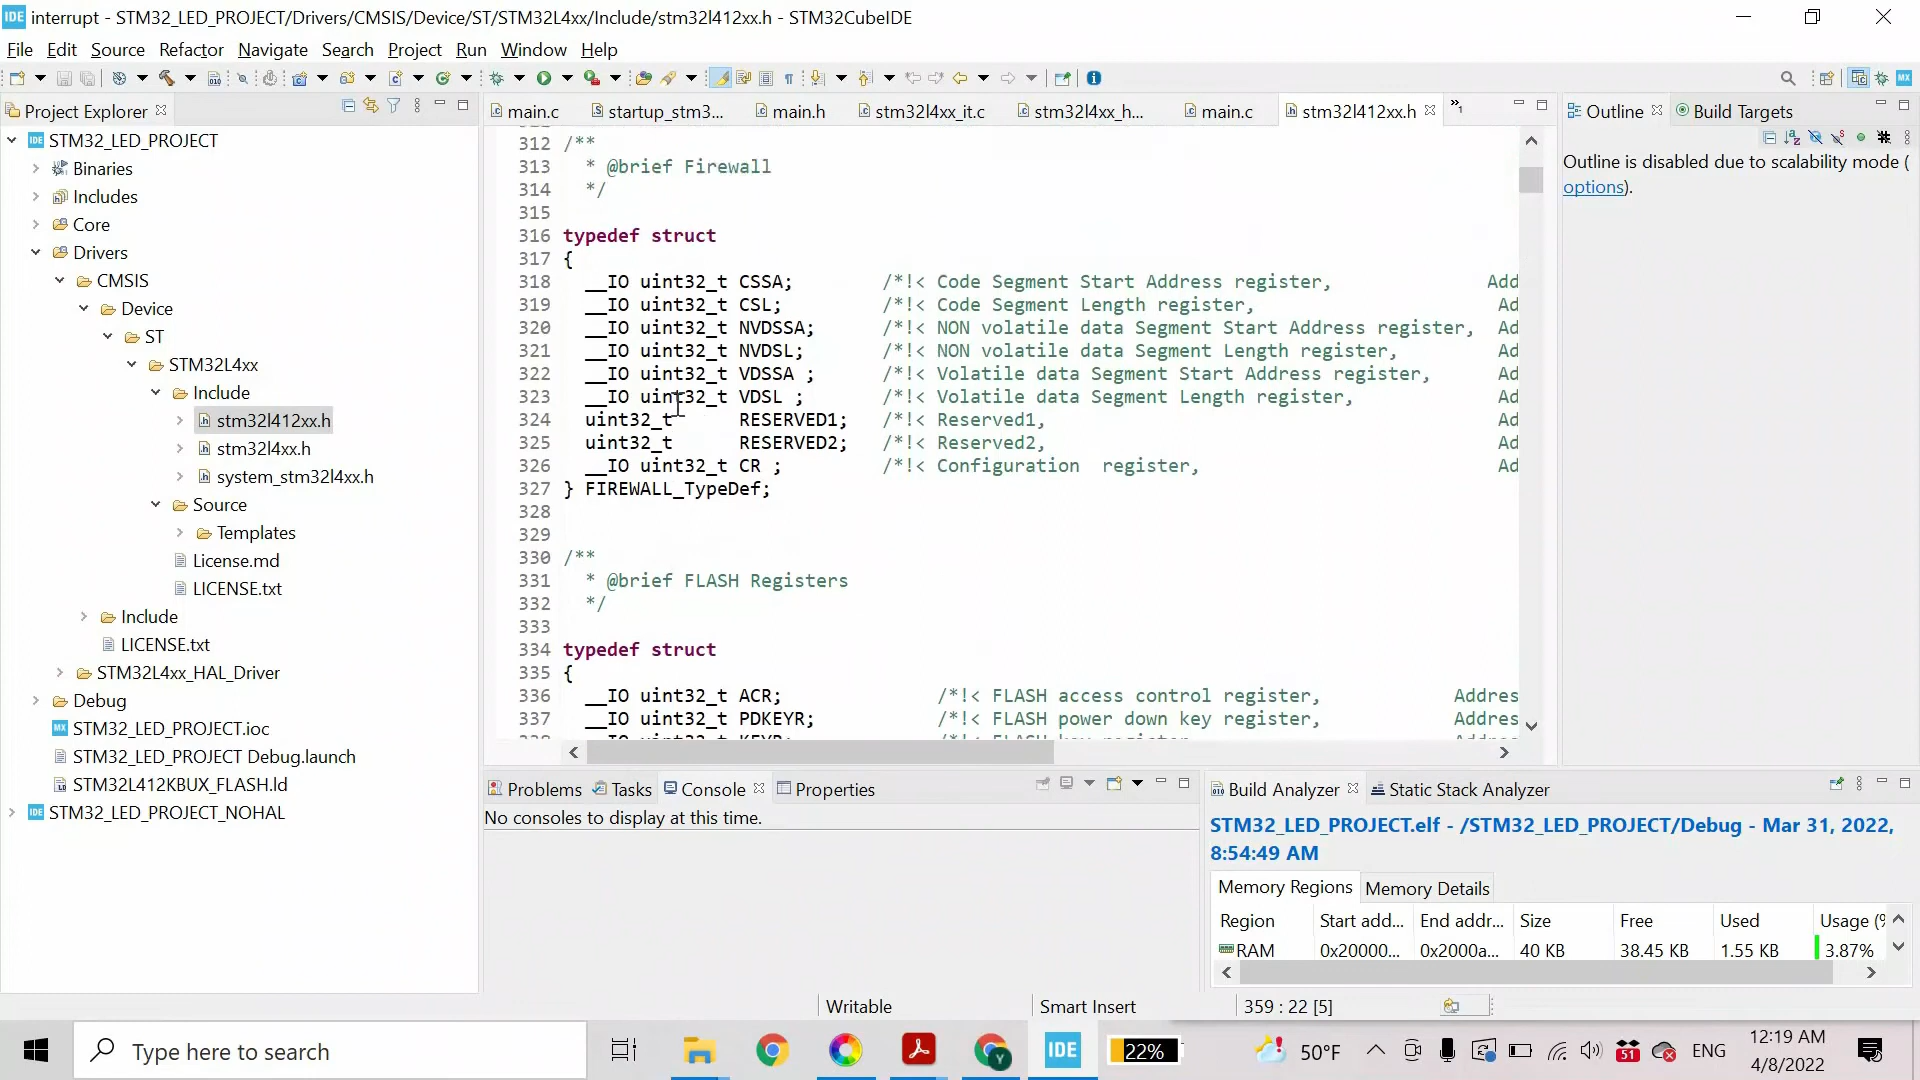 IDE interrupt - STM32_LED_PROJECT/Drivers/CMSIS/Device/ST/STM32L4xx/Include/stm32l412xx.h - STM32CubeIDE
File Edit Source Refactor Navigate Search Project Run Window Help
Project Explorer
IDE STM32_LED_PROJECT
Binaries
Includes
Core
Drivers
CMSIS
Device
ST
STM32L4xx
Include
stm32l412xx.h
stm32l4xx.h
system_stm32l4xx.h
Source
Templates
License.md
LICENSE.txt
Include
LICENSE.txt
STM32L4xx_HAL_Driver
Debug
MX STM32_LED_PROJECT.ioc
STM32_LED_PROJECT Debug.launch
STM32L412KBUX_FLASH.ld
IDE STM32_LED_PROJECT_NOHAL
main.c startup_stm3... main.h stm32l4xx_it.c stm32l4xx_h... main.c stm32l412xx.h
312 /**
313 * @brief Firewall
314 */
315
316 typedef struct
317 {
318 __IO uint32_t CSSA; /*!< Code Segment Start Address register, Add
319 __IO uint32_t CSL; /*!< Code Segment Length register, Ad
320 __IO uint32_t NVDSSA; /*!< NON volatile data Segment Start Address register, Ad
321 __IO uint32_t NVDSL; /*!< NON volatile data Segment Length register, Ad
322 __IO uint32_t VDSSA ; /*!< Volatile data Segment Start Address register, Ad
323 __IO uint32_t VDSL ; /*!< Volatile data Segment Length register, Ad
324 uint32_t RESERVED1; /*!< Reserved1, Ad
325 uint32_t RESERVED2; /*!< Reserved2, Ad
326 __IO uint32_t CR ; /*!< Configuration register, Ad
327 } FIREWALL_TypeDef;
328
329
330 /**
331 * @brief FLASH Registers
332 */
333
334 typedef struct
335 {
336 __IO uint32_t ACR; /*!< FLASH access control register, Addres
337 __IO uint32_t PDKEYR; /*!< FLASH power down key register, Addres
Outline Build Targets
Outline is disabled due to scalability mode (
options).
Problems Tasks Console Properties
No consoles to display at this time.
Build Analyzer Static Stack Analyzer
STM32_LED_PROJECT.elf - /STM32_LED_PROJECT/Debug - Mar 31, 2022,
8:54:49 AM
Memory Regions Memory Details
Region Start add... End addr... Size Free Used Usage (%
RAM 0x20000... 0x2000a... 40 KB 38.45 KB 1.55 KB 3.87%
Writable Smart Insert 359 : 22 [5]
Type here to search
IDE 22% 50°F 51 ENG
12:19 AM
4/8/2022